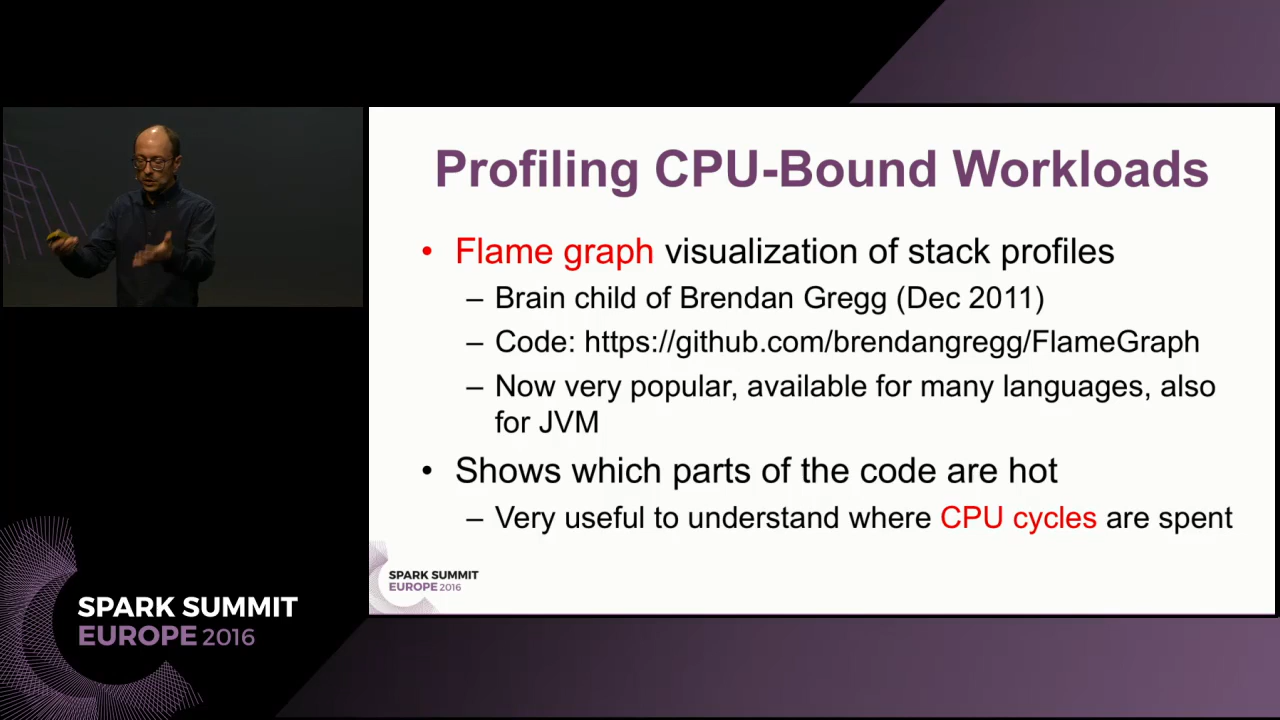 Profiling CPU-Bound Workloads
• Flame graph visualization of stack profiles
– Brain child of Brendan Gregg (Dec 2011)
– Code: https://github.com/brendangregg/FlameGraph
– Now very popular, available for many languages, also
for JVM
• Shows which parts of the code are hot
– Very useful to understand where CPU cycles are spent
SPARK SUMMIT
EUROPE 2016
SPARK SUMMIT
EUROPE 2016